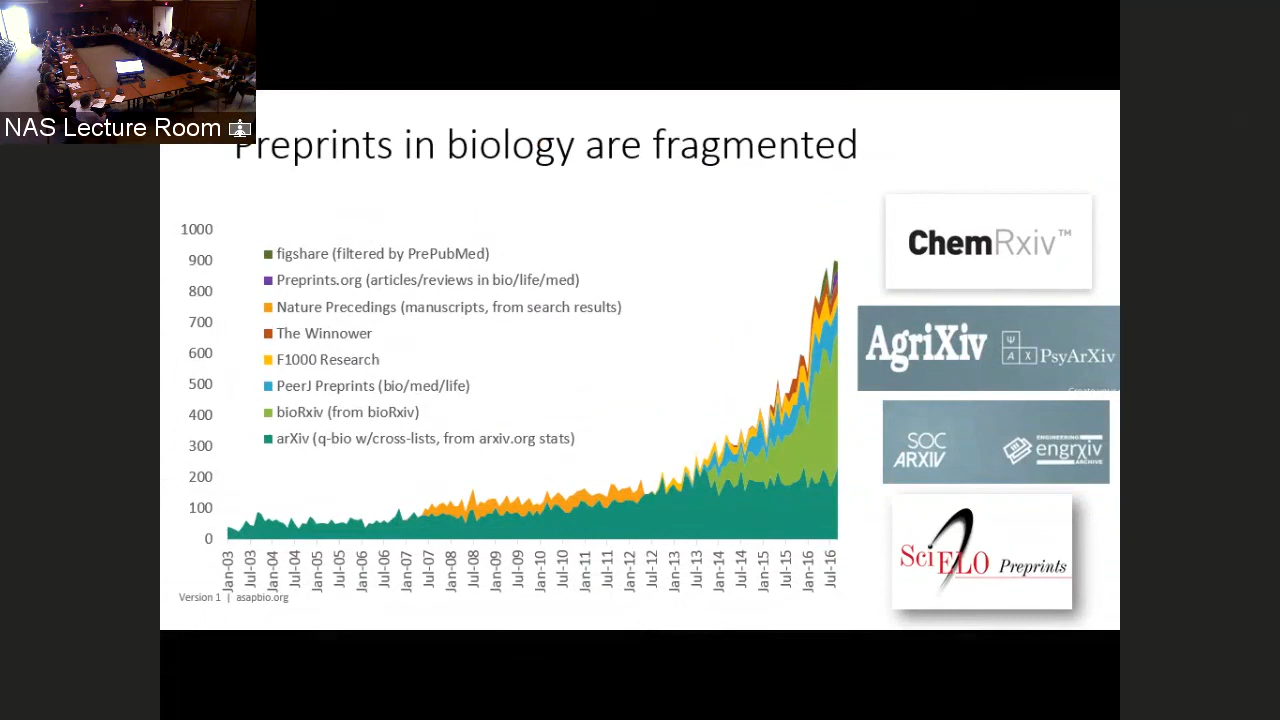 NAS Lecture Room
Preprints in biology are fragmented
1000
900
800
700
600
500
400
300
200
100
0
figshare (filtered by PrePubMed)
Preprints.org (articles/reviews in bio/life/med)
Nature Precedings (manuscripts, from search results)
The Winnower
F1000 Research
PeerJ Preprints (bio/med/life)
bioRxiv (from bioRxiv)
arXiv (q-bio w/cross-lists, from arxiv.org stats)
Jan-03
Jul-03
Jan-04
Jul-04
Jan-05
Jul-05
Jan-06
Jul-06
Jan-07
Jul-07
Jan-08
Jul-08
Jan-09
Jul-09
Jan-10
Jul-10
Jan-11
Jul-11
Jan-12
Jul-12
Jan-13
Jul-13
Jan-14
Jul-14
Jan-15
Jul-15
Jan-16
Jul-16
Version 1 | asapbio.org
ChemRxiv™
AgriXiv
Ψ
A X
PsyArXiv
SOC
ARXIV
ENGINEERING
engrxiv
ARCHIVE
SciELO Preprints